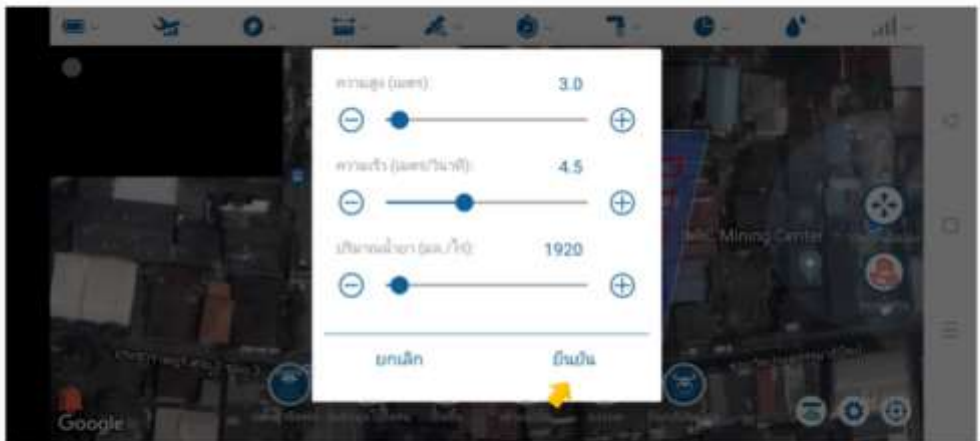 ความสูง (เมตร): 3.0
ความเร็ว (เมตร/วินาที): 4.5
ปริมาณน้ำยา (มล./ไร่): 1920
ยกเลิก ยืนยัน
Mining Center
Google